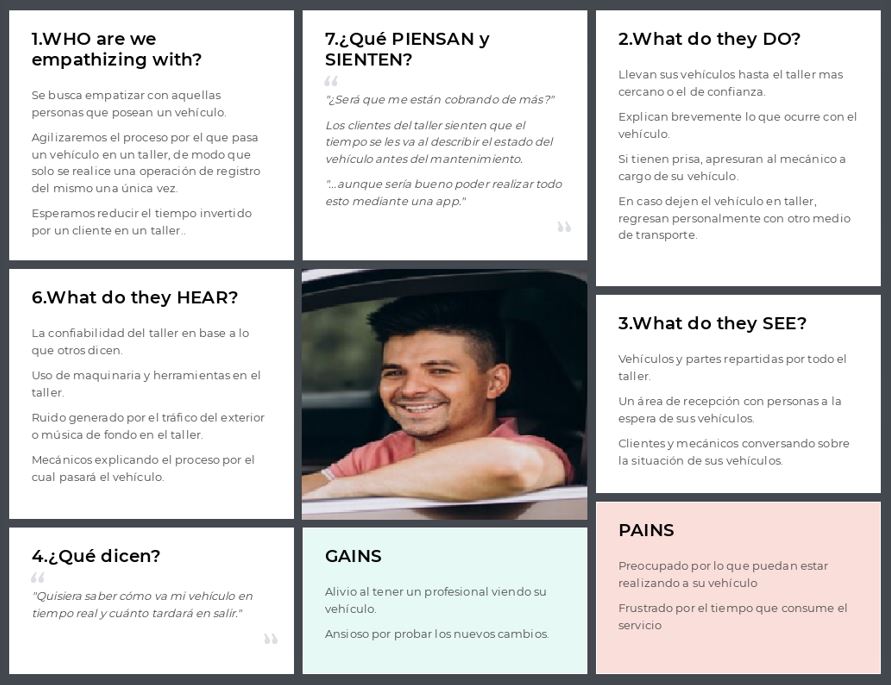 1.WHO are we
empathizing with?
Se busca empatizar con aquellas
personas que posean un vehículo.
Agilizaremos el proceso por el que pasa
un vehículo en un taller, de modo que
solo se realice una operación de registro
del mismo una única vez.
Esperamos reducir el tiempo invertido
por un cliente en un taller..
7.¿Qué PIENSAN y
SIENTEN?
“
"¿Será que me están cobrando de más?"
Los clientes del taller sienten que el
tiempo se les va al describir el estado del
vehículo antes del mantenimiento.
"...aunque sería bueno poder realizar todo
esto mediante una app."
”
2.What do they DO?
Llevan sus vehículos hasta el taller mas
cercano o el de confianza.
Explican brevemente lo que ocurre con el
vehículo.
Si tienen prisa, apresuran al mecánico a
cargo de su vehículo.
En caso dejen el vehículo en taller,
regresan personalmente con otro medio
de transporte.
6.What do they HEAR?
La confiabilidad del taller en base a lo
que otros dicen.
Uso de maquinaria y herramientas en el
taller.
Ruido generado por el tráfico del exterior
o música de fondo en el taller.
Mecánicos explicando el proceso por el
cual pasará el vehículo.
3.What do they SEE?
Vehículos y partes repartidas por todo el
taller.
Un área de recepción con personas a la
espera de sus vehículos.
Clientes y mecánicos conversando sobre
la situación de sus vehículos.
4.¿Qué dicen?
“
"Quisiera saber cómo va mi vehículo en
tiempo real y cuánto tardará en salir."
”
GAINS
Alivio al tener un profesional viendo su
vehículo.
Ansioso por probar los nuevos cambios.
PAINS
Preocupado por lo que puedan estar
realizando a su vehículo
Frustrado por el tiempo que consume el
servicio